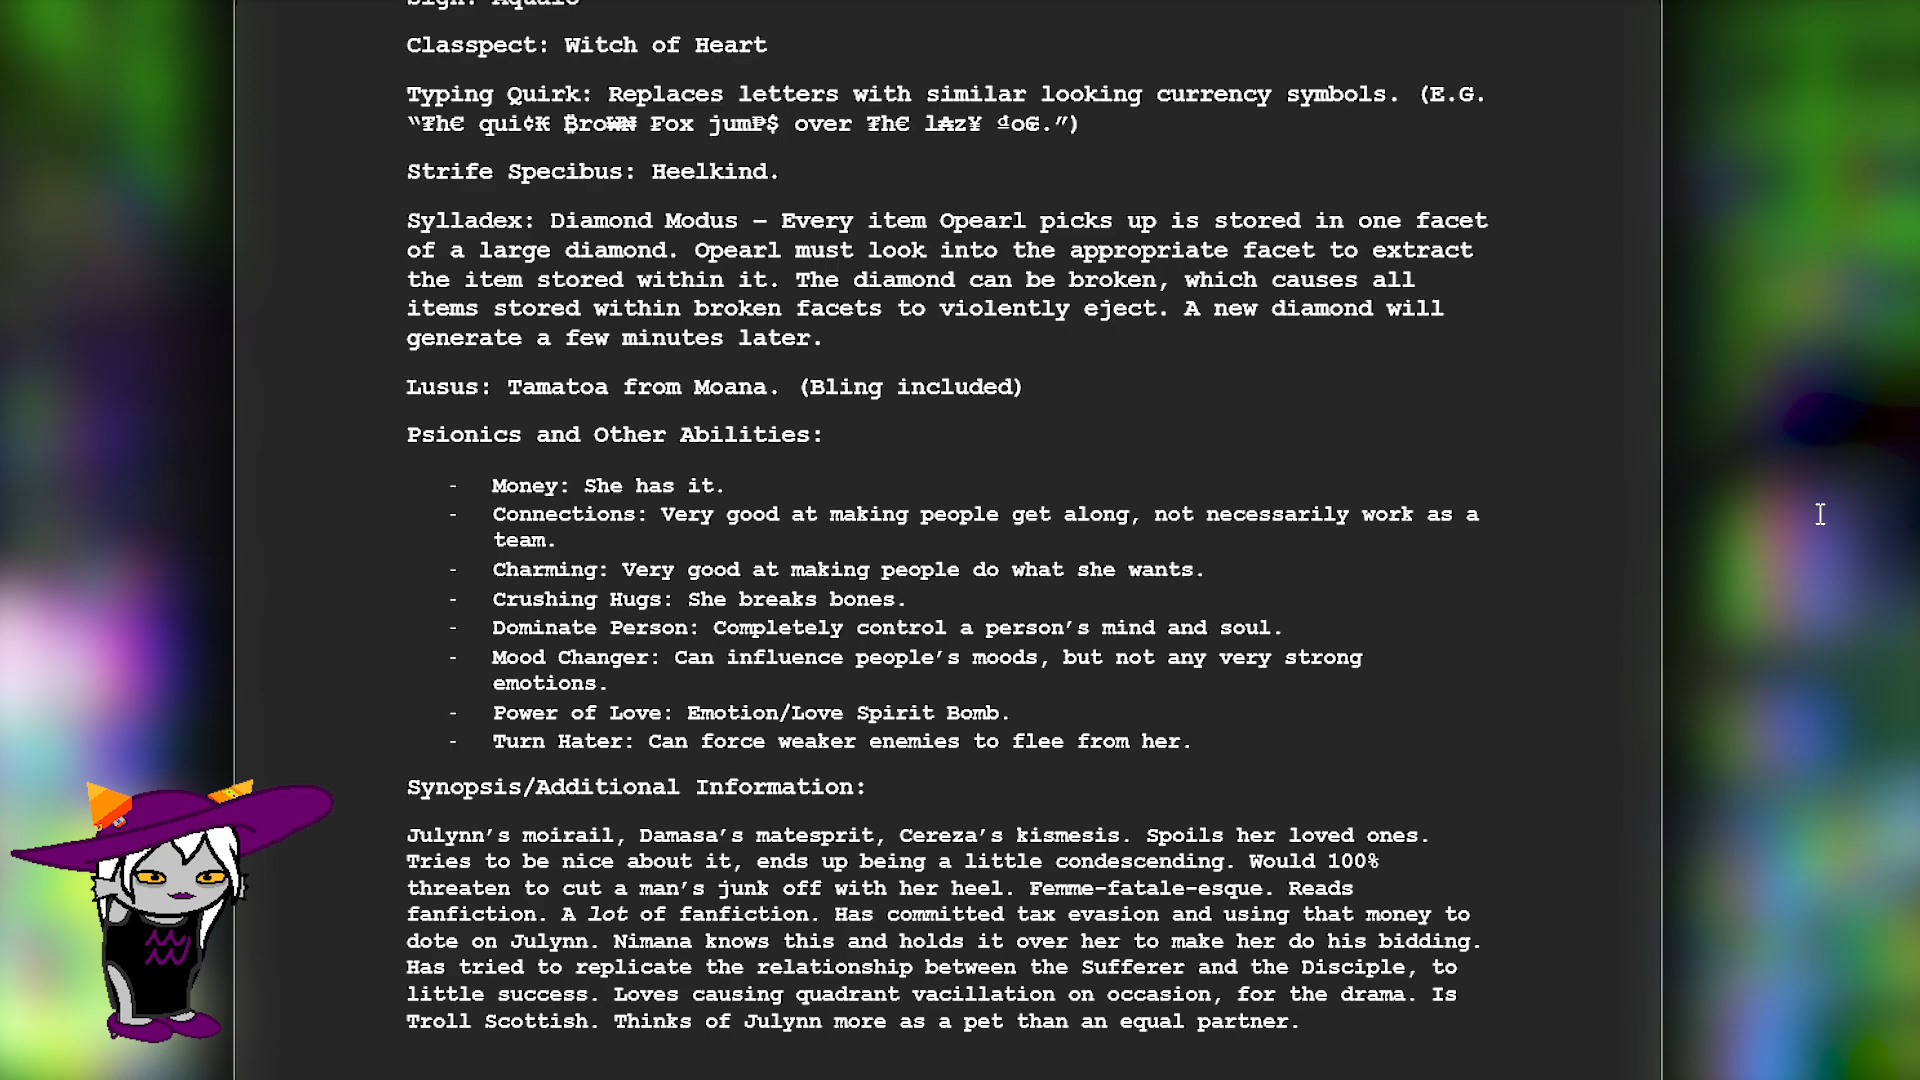 Sign: Aquaro
Classpect: Witch of Heart
Typing Quirk: Replaces letters with similar looking currency symbols. (E.G.
“₮h€ qui¢₭ ₿ro₩₦ ₣ox jum₱$ over ₮h€ l₳z¥ ₫o₲.”)
Strife Specibus: Heelkind.
Sylladex: Diamond Modus – Every item Opearl picks up is stored in one facet
of a large diamond. Opearl must look into the appropriate facet to extract
the item stored within it. The diamond can be broken, which causes all
items stored within broken facets to violently eject. A new diamond will
generate a few minutes later.
Lusus: Tamatoa from Moana. (Bling included)
Psionics and Other Abilities:
- Money: She has it.
- Connections: Very good at making people get along, not necessarily work as a
team.
- Charming: Very good at making people do what she wants.
- Crushing Hugs: She breaks bones.
- Dominate Person: Completely control a person’s mind and soul.
- Mood Changer: Can influence people’s moods, but not any very strong
emotions.
- Power of Love: Emotion/Love Spirit Bomb.
- Turn Hater: Can force weaker enemies to flee from her.
Synopsis/Additional Information:
Julynn’s moirail, Damasa’s matesprit, Cereza’s kismesis. Spoils her loved ones.
Tries to be nice about it, ends up being a little condescending. Would 100%
threaten to cut a man’s junk off with her heel. Femme-fatale-esque. Reads
fanfiction. A lot of fanfiction. Has committed tax evasion and using that money to
dote on Julynn. Nimana knows this and holds it over her to make her do his bidding.
Has tried to replicate the relationship between the Sufferer and the Disciple, to
little success. Loves causing quadrant vacillation on occasion, for the drama. Is
Troll Scottish. Thinks of Julynn more as a pet than an equal partner.